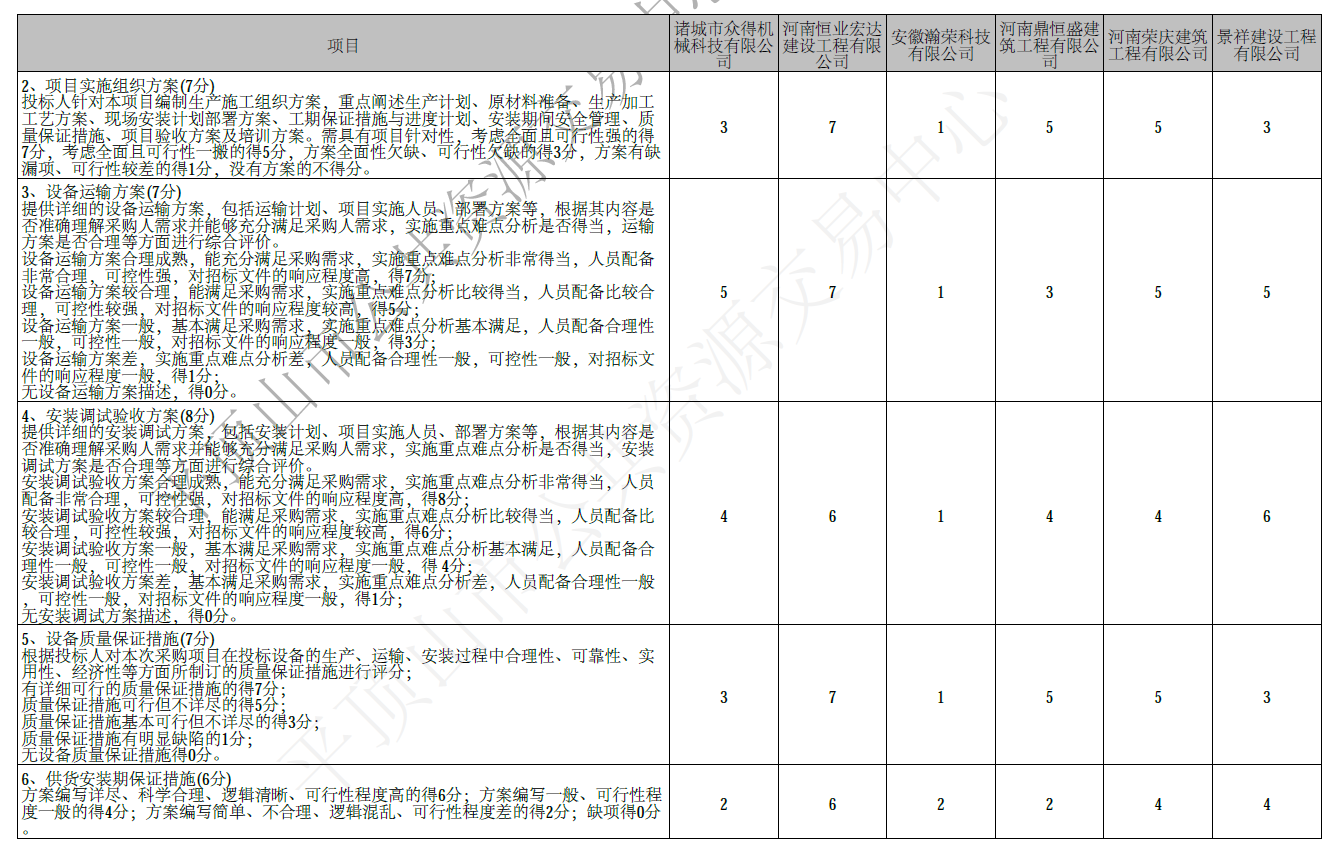 项目
诸城市众得机
械科技有限公
司
河南恒业宏达
建设工程有限
公司
安徽瀚荣科技
有限公司
河南鼎恒盛建
筑工程有限公
司
河南荣庆建筑
工程有限公司
景祥建设工程
有限公司
2、项目实施组织方案(7分)
投标人针对本项目编制生产施工组织方案，重点阐述生产计划、原材料准备、生产加工
工艺方案、现场安装计划部署方案、工期保证措施与进度计划、安装期间安全管理、质
量保证措施、项目验收方案及培训方案。需具有项目针对性，考虑全面且可行性强的得
7分，考虑全面且可行性一搬的得5分，方案全面性欠缺、可行性欠缺的得3分，方案有缺
漏项、可行性较差的得1分，没有方案的不得分。
3 7 1 5 5 3
3、设备运输方案(7分)
提供详细的设备运输方案，包括运输计划、项目实施人员、部署方案等，根据其内容是
否准确理解采购人需求并能够充分满足采购人需求，实施重点难点分析是否得当，运输
方案是否合理等方面进行综合评价。
设备运输方案合理成熟，能充分满足采购需求，实施重点难点分析非常得当，人员配备
非常合理，可控性强，对招标文件的响应程度高，得7分；
设备运输方案较合理，能满足采购需求，实施重点难点分析比较得当，人员配备比较合
理，可控性较强，对招标文件的响应程度较高，得5分；
设备运输方案一般，基本满足采购需求，实施重点难点分析基本满足，人员配备合理性
一般，可控性一般，对招标文件的响应程度一般，得3分；
设备运输方案差，实施重点难点分析差，人员配备合理性一般，可控性一般，对招标文
件的响应程度一般，得1分；
无设备运输方案描述，得0分。
5 7 1 3 5 5
4、安装调试验收方案(8分)
提供详细的安装调试方案，包括安装计划、项目实施人员、部署方案等，根据其内容是
否准确理解采购人需求并能够充分满足采购人需求，实施重点难点分析是否得当，安装
调试方案是否合理等方面进行综合评价。
安装调试验收方案合理成熟，能充分满足采购需求，实施重点难点分析非常得当，人员
配备非常合理，可控性强，对招标文件的响应程度高，得8分；
安装调试验收方案较合理，能满足采购需求，实施重点难点分析比较得当，人员配备比
较合理，可控性较强，对招标文件的响应程度较高，得6分；
安装调试验收方案一般，基本满足采购需求，实施重点难点分析基本满足，人员配备合
理性一般，可控性一般，对招标文件的响应程度一般，得 4分；
安装调试验收方案差，基本满足采购需求，实施重点难点分析差，人员配备合理性一般
，可控性一般，对招标文件的响应程度一般，得1分；
无安装调试方案描述，得0分。
4 6 1 4 4 6
5、设备质量保证措施(7分)
根据投标人对本次采购项目在投标设备的生产、运输、安装过程中合理性、可靠性、实
用性、经济性等方面所制订的质量保证措施进行评分；
有详细可行的质量保证措施的得7分；
质量保证措施可行但不详尽的得5分；
质量保证措施基本可行但不详尽的得3分；
质量保证措施有明显缺陷的1分；
无设备质量保证措施得0分。
3 7 1 5 5 3
6、供货安装期保证措施(6分)
方案编写详尽、科学合理、逻辑清晰、可行性程度高的得6分；方案编写一般、可行性程
度一般的得4分；方案编写简单、不合理、逻辑混乱、可行性程度差的得2分；缺项得0分
。
2 6 2 2 4 4
平顶山市公共资源交易中心
平顶山市公共资源交易中心